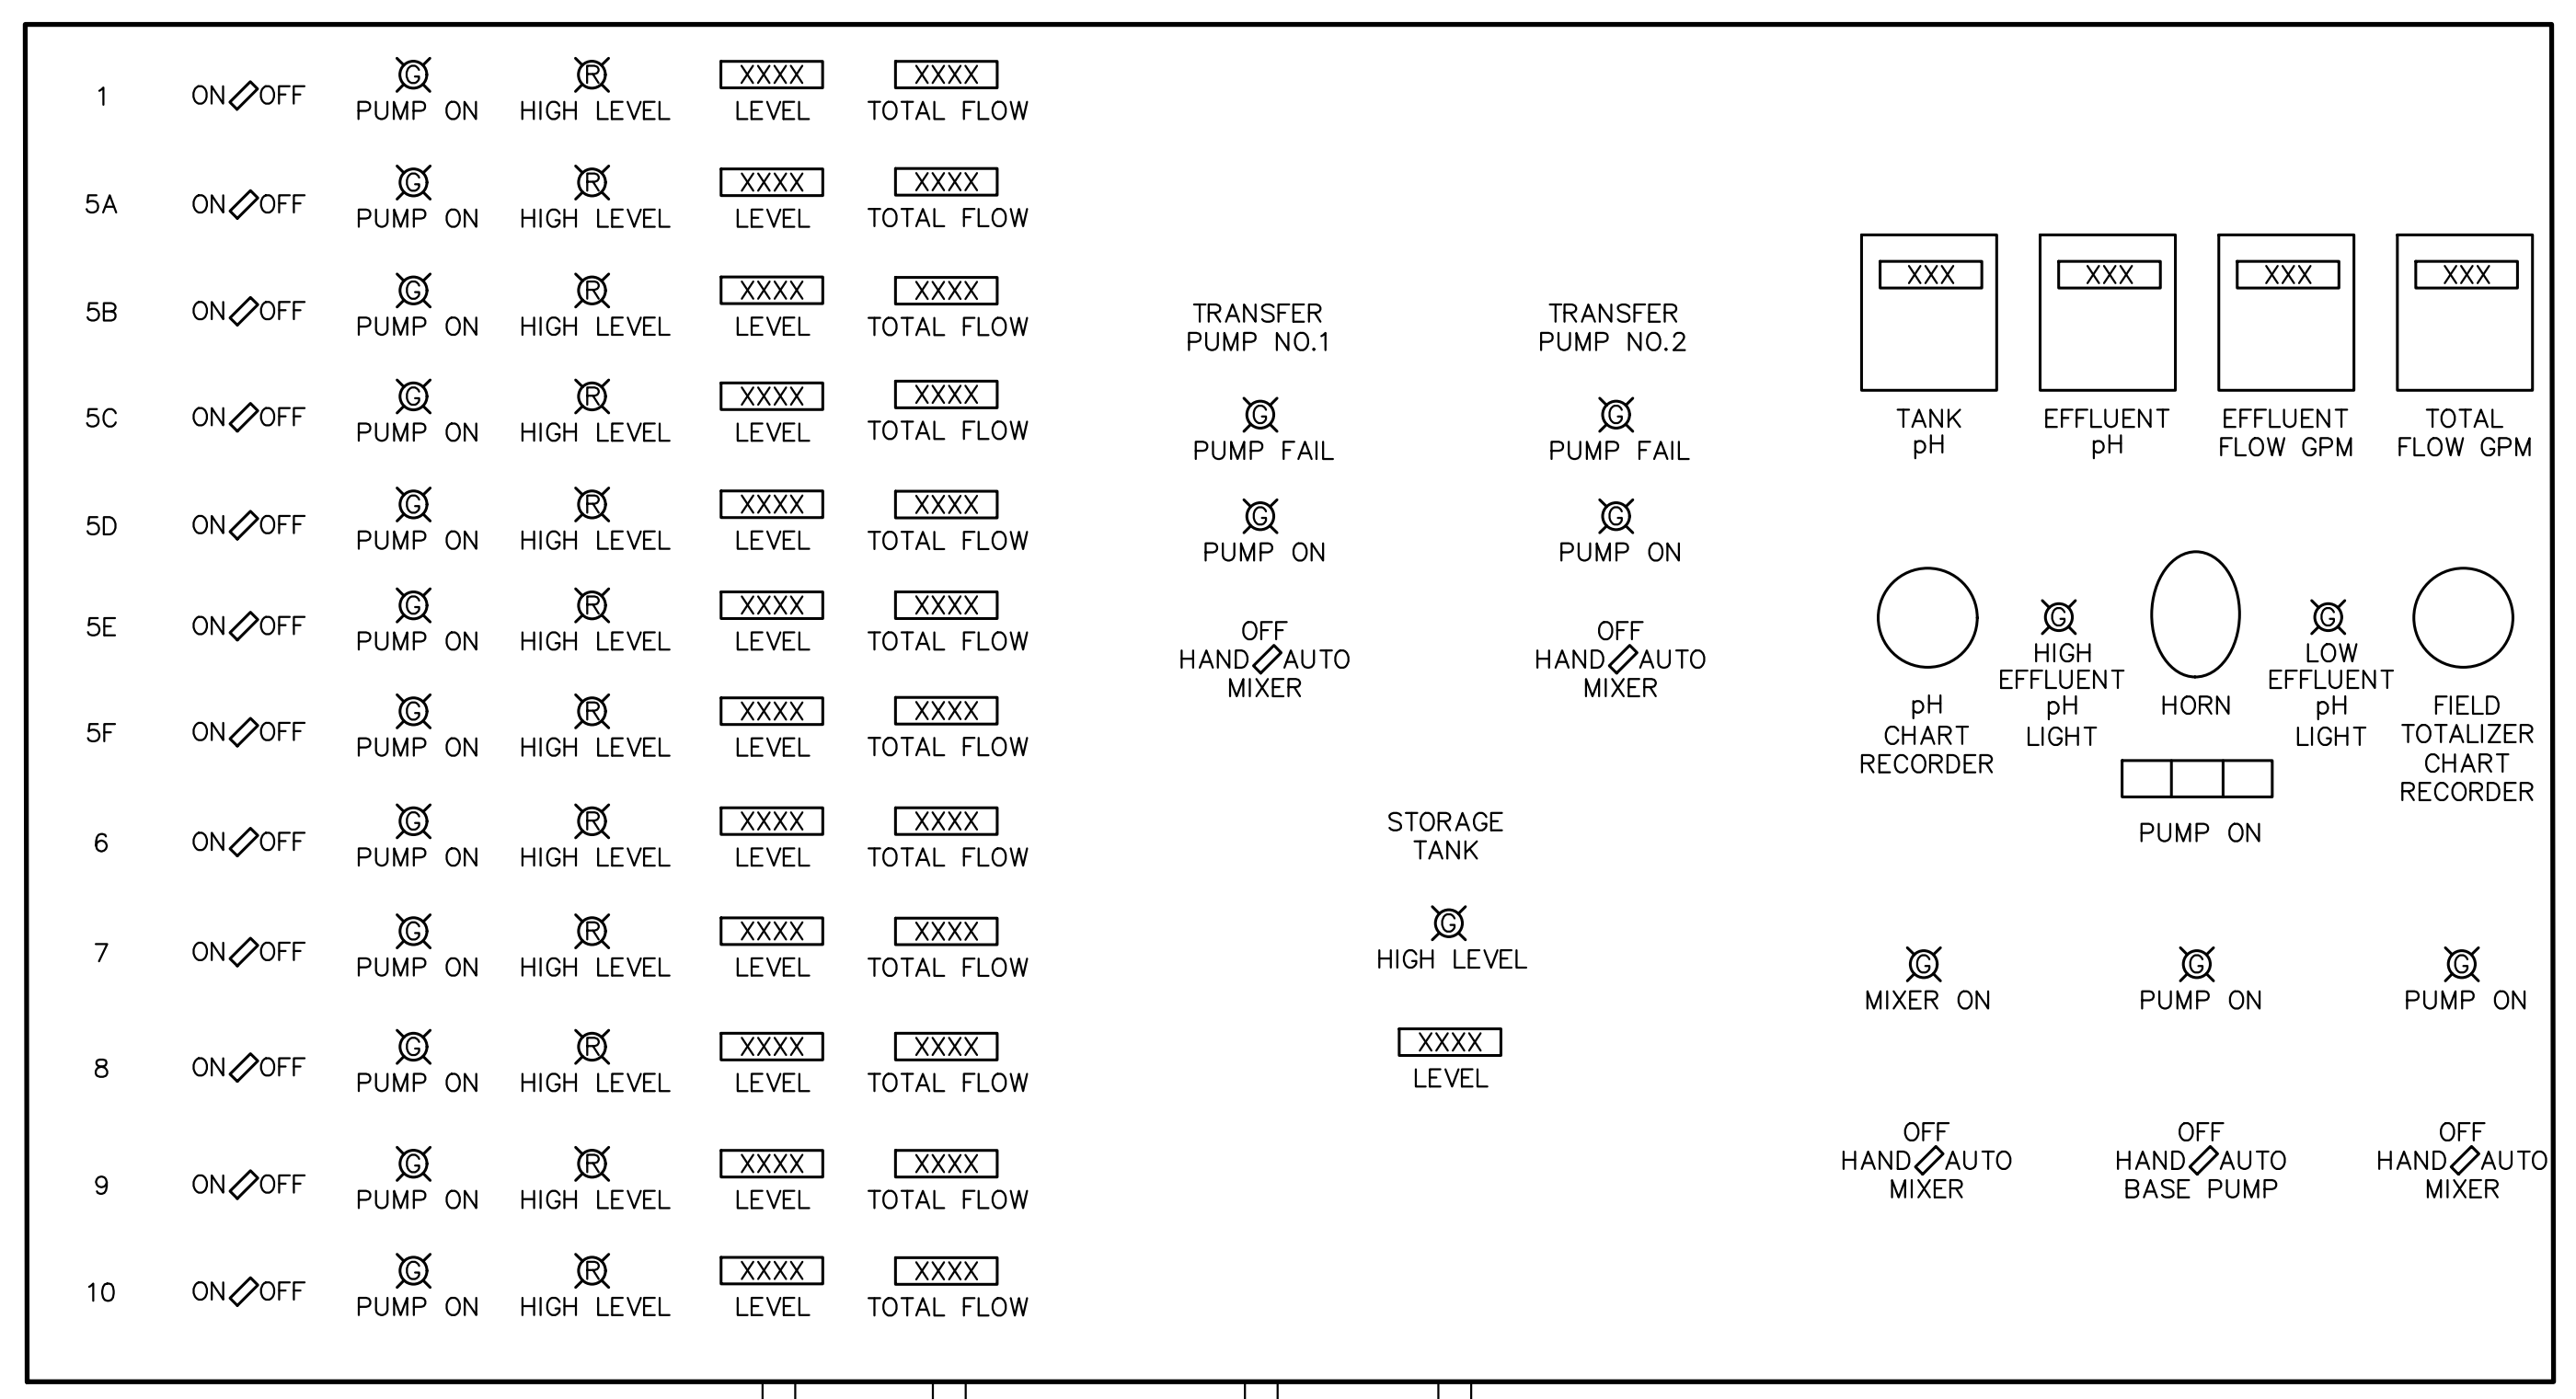 1 ON OFF G R XXXX XXXX
PUMP ON HIGH LEVEL LEVEL TOTAL FLOW
5A ON OFF G R XXXX XXXX
PUMP ON HIGH LEVEL LEVEL TOTAL FLOW
5B ON OFF G R XXXX XXXX
PUMP ON HIGH LEVEL LEVEL TOTAL FLOW
5C ON OFF G R XXXX XXXX
PUMP ON HIGH LEVEL LEVEL TOTAL FLOW
5D ON OFF G R XXXX XXXX
PUMP ON HIGH LEVEL LEVEL TOTAL FLOW
5E ON OFF G R XXXX XXXX
PUMP ON HIGH LEVEL LEVEL TOTAL FLOW
5F ON OFF G R XXXX XXXX
PUMP ON HIGH LEVEL LEVEL TOTAL FLOW
6 ON OFF G R XXXX XXXX
PUMP ON HIGH LEVEL LEVEL TOTAL FLOW
7 ON OFF G R XXXX XXXX
PUMP ON HIGH LEVEL LEVEL TOTAL FLOW
8 ON OFF G R XXXX XXXX
PUMP ON HIGH LEVEL LEVEL TOTAL FLOW
9 ON OFF G R XXXX XXXX
PUMP ON HIGH LEVEL LEVEL TOTAL FLOW
10 ON OFF G R XXXX XXXX
PUMP ON HIGH LEVEL LEVEL TOTAL FLOW
TRANSFER
PUMP NO.1
G
PUMP FAIL
G
PUMP ON
OFF
HAND AUTO
MIXER
TRANSFER
PUMP NO.2
G
PUMP FAIL
G
PUMP ON
OFF
HAND AUTO
MIXER
STORAGE
TANK
G
HIGH LEVEL
XXXX
LEVEL
XXX
TANK
pH
XXX
EFFLUENT
pH
XXX
EFFLUENT
FLOW GPM
XXX
TOTAL
FLOW GPM
pH
CHART
RECORDER
G
HIGH
EFFLUENT
pH
LIGHT
HORN
PUMP ON
G
LOW
EFFLUENT
pH
LIGHT
FIELD
TOTALIZER
CHART
RECORDER
G
MIXER ON
G
PUMP ON
G
PUMP ON
OFF
HAND AUTO
MIXER
OFF
HAND AUTO
BASE PUMP
OFF
HAND AUTO
MIXER